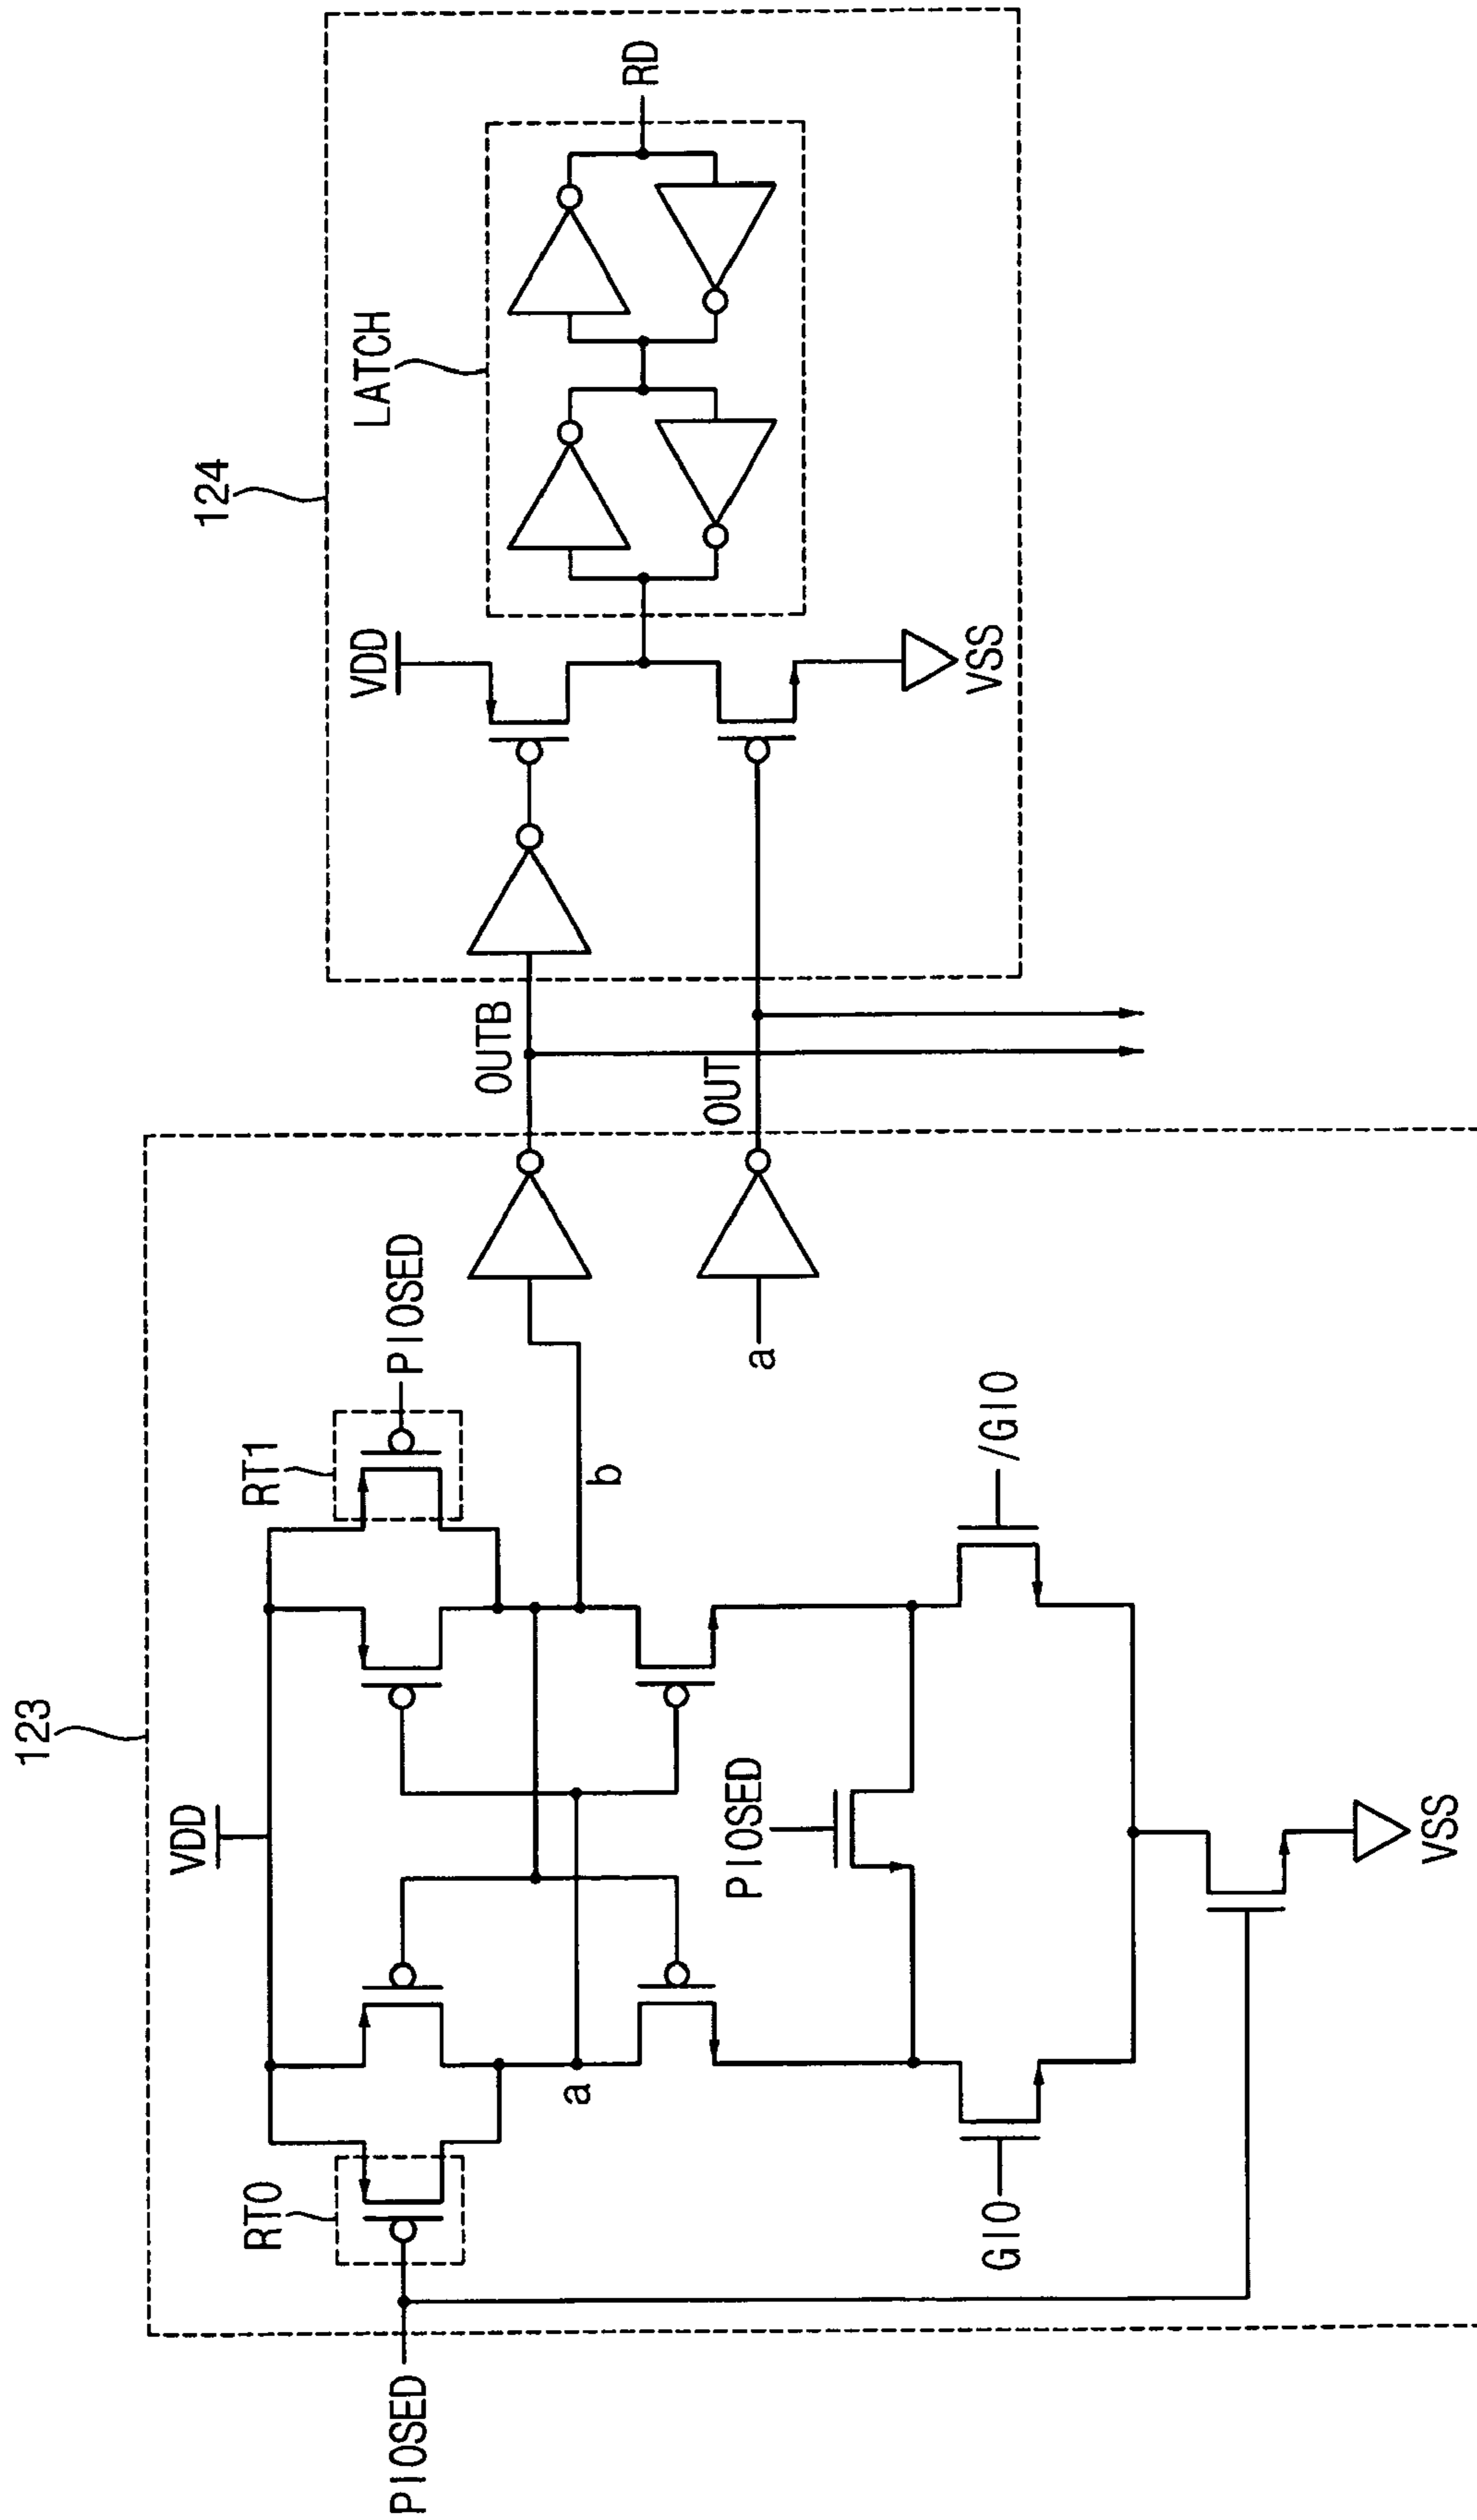 123
124
VDD
RT0
RT1
PIOSED
PIOSED
PIOSED
a
b
GIO
/GIO
VSS
a
OUTB
OUT
VDD
VSS
LATCH
RD